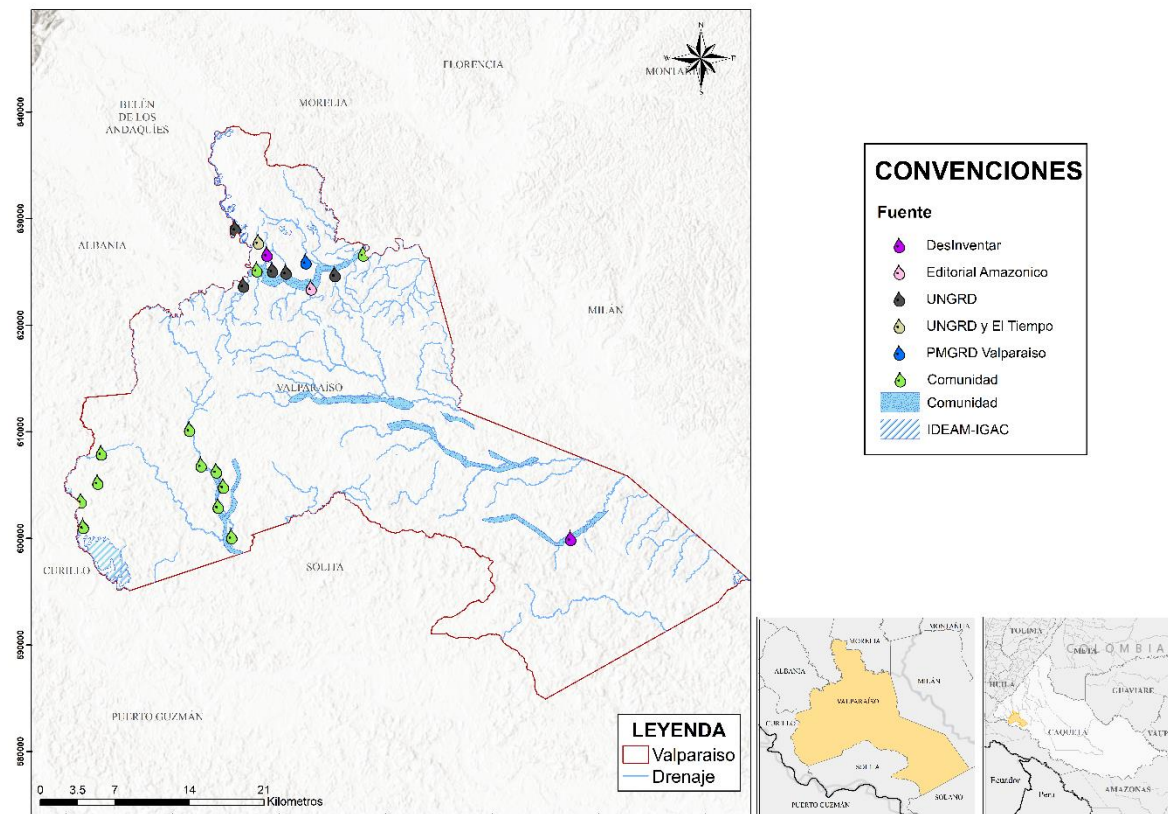 N
W
S
FLORENCIA
BELÉN
DE LOS
ANDAQUÍES
MORELIA
ALBANIA
MILÁN
VALPARAÍSO
CURILLO
SOLITA
PUERTO GUZMÁN
640000
630000
620000
610000
600000
590000
580000
0 3.5 7 14 21
Kilometros
LEYENDA
Valparaiso
Drenaje
CONVENCIONES
Fuente
DesInventar
Editorial Amazonico
UNGRD
UNGRD y El Tiempo
PMGRD Valparaiso
Comunidad
Comunidad
IDEAM-IGAC
MORELIA
MONTAÑITA
ALBANIA
MILÁN
VALPARAÍSO
CURILLO
SOLITA
PUERTO GUZMÁN
SOLANO
TOLIMA
META
COLOMBIA
HUILA
GUAVIARE
CAQUETÁ
VAUP
Ecuador
Peru
AMAZONAS